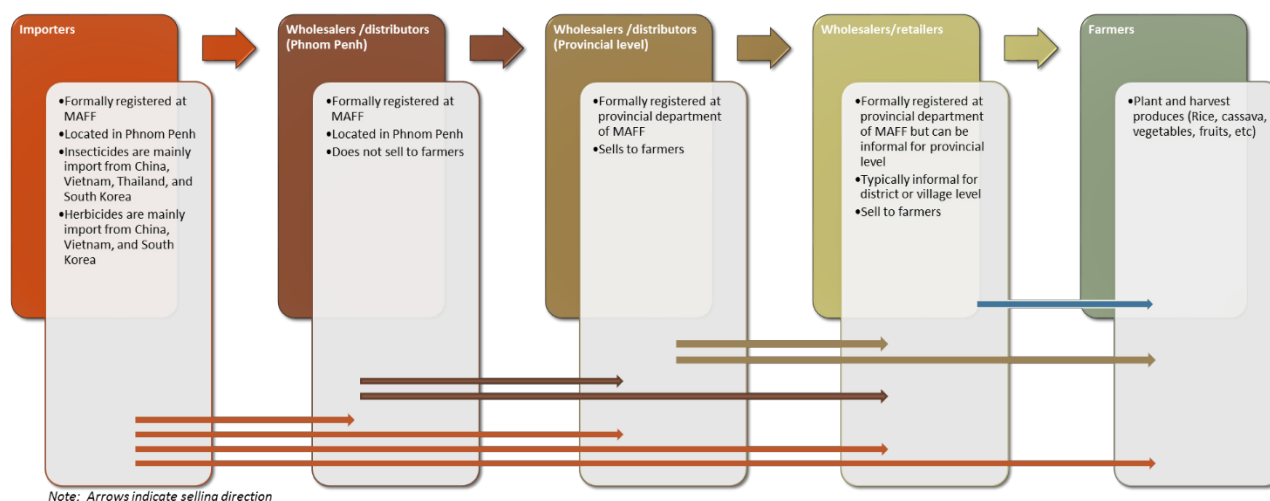 Importers
•Formally registered at
MAFF
•Located in Phnom Penh
•Insecticides are mainly
import from China,
Vietnam, Thailand, and
South Korea
•Herbicides are mainly
import from China,
Vietnam, and South
Korea
Wholesalers /distributors
(Phnom Penh)
•Formally registered at
MAFF
•Located in Phnom Penh
•Does not sell to farmers
Wholesalers /distributors
(Provincial level)
•Formally registered at
provincial department
of MAFF
•Sells to farmers
Wholesalers/retailers
•Formally registered at
provincial department
of MAFF but can be
informal for provincial
level
•Typically informal for
district or village level
•Sell to farmers
Farmers
•Plant and harvest
produces (Rice, cassava,
vegetables, fruits, etc)
Note: Arrows indicate selling direction